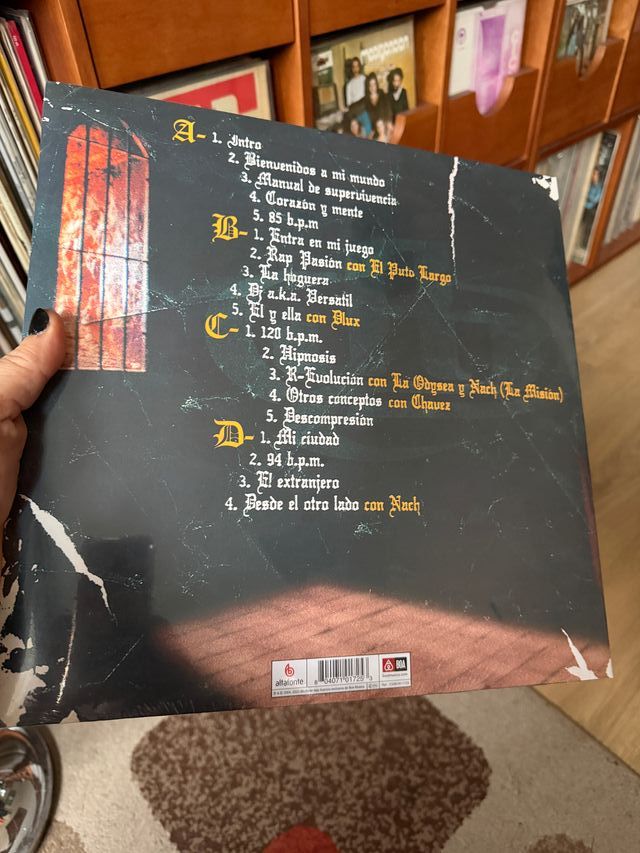 A- 1. Intro
2. Bienvenidos a mi mundo
3. Manual de supervivencia
4. Corazón y mente
5. 85 b.p.m
B- 1. Entra en mi juego
2. Rap Pasión con El Puto Largo
3. La hoguera
4. Dj a.k.a. Versatil
5. El y ella con Dlux
C- 1. 120 b.p.m.
2. Hipnosis
3. R-Evolución con La Odysea y Nach (La Misión)
4. Otros conceptos con Chavez
5. Descompresión
D- 1. Mi ciudad
2. 94 b.p.m.
3. El extranjero
4. Desde el otro lado con Nach
altafonte
BOA